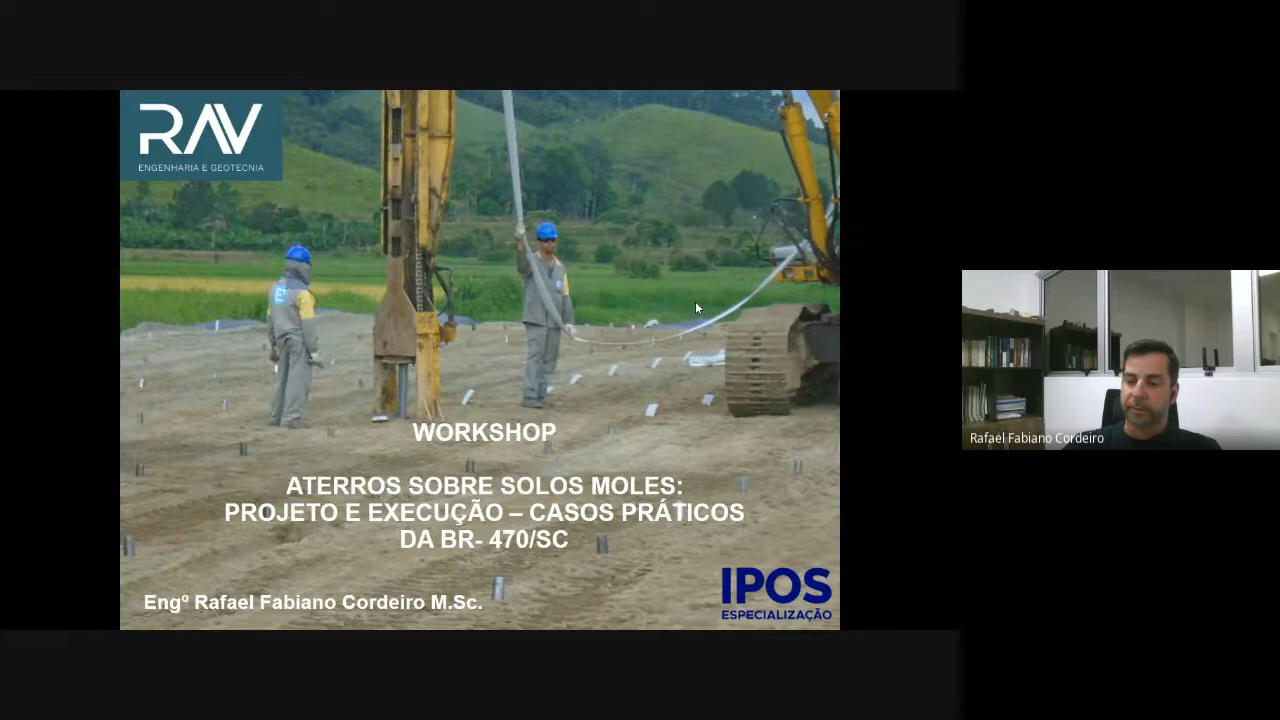 RAV
ENGENHARIA E GEOTECNIA
WORKSHOP
ATERROS SOBRE SOLOS MOLES:
PROJETO E EXECUÇÃO – CASOS PRÁTICOS
DA BR- 470/SC
Engº Rafael Fabiano Cordeiro M.Sc.
IPOS
ESPECIALIZAÇÃO
Rafael Fabiano Cordeiro